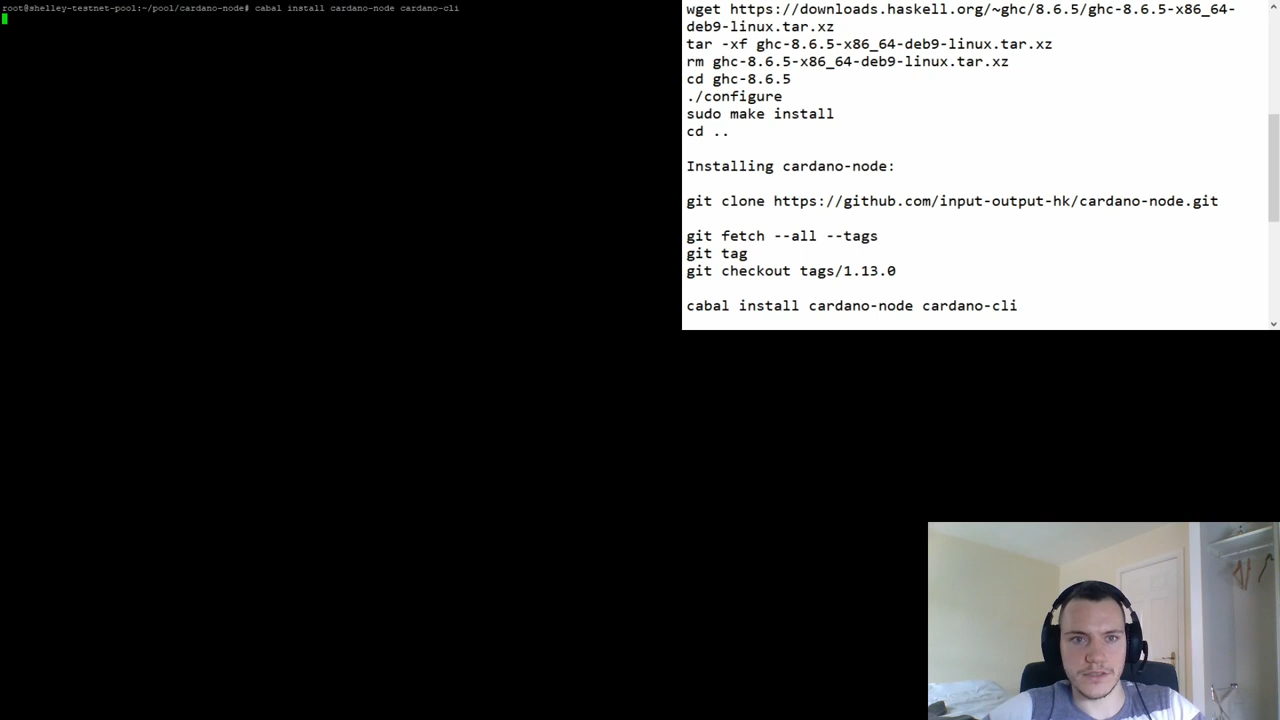 root@shelley-testnet-pool:~/pool/cardano-node# cabal install cardano-node cardano-cli
wget https://downloads.haskell.org/~ghc/8.6.5/ghc-8.6.5-x86_64-
deb9-linux.tar.xz
tar -xf ghc-8.6.5-x86_64-deb9-linux.tar.xz
rm ghc-8.6.5-x86_64-deb9-linux.tar.xz
cd ghc-8.6.5
./configure
sudo make install
cd ..
Installing cardano-node:
git clone https://github.com/input-output-hk/cardano-node.git
git fetch --all --tags
git tag
git checkout tags/1.13.0
cabal install cardano-node cardano-cli